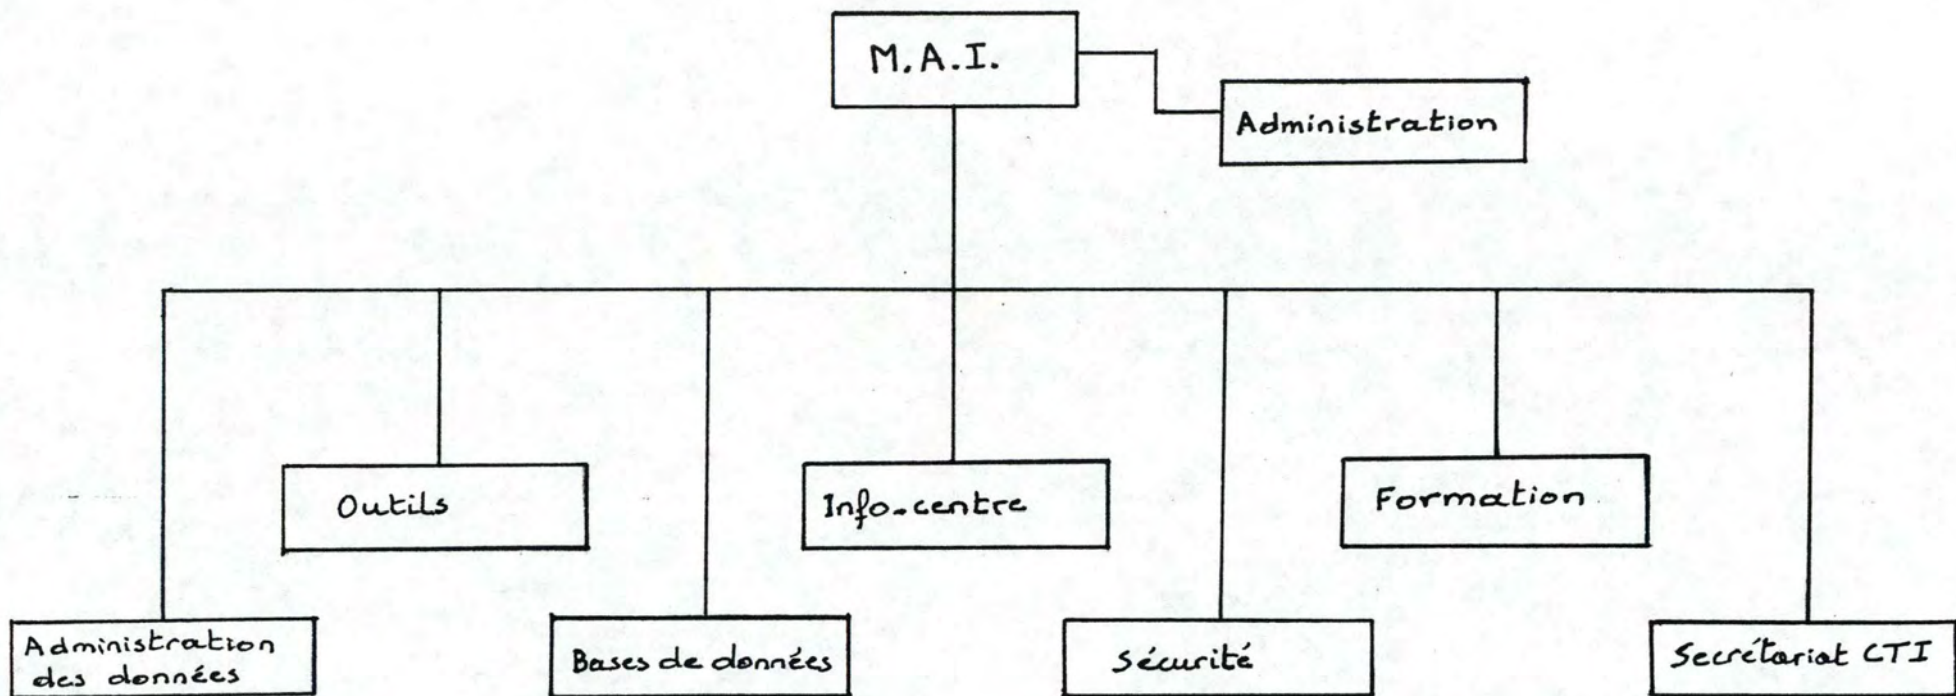 M.A.I.
Administration
Outils
Info-centre
Formation
Administration
des données
Bases de données
Sécurité
Secrétariat CTI